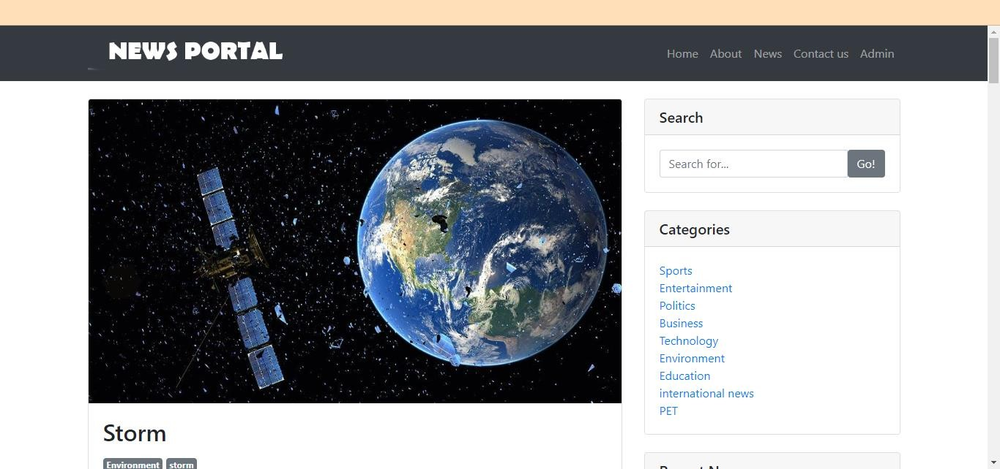 NEWS PORTAL
Home About News Contact us Admin
Search
Search for...
Go!
Categories
Sports
Entertainment
Politics
Business
Technology
Environment
Education
international news
PET
Storm
Environment storm